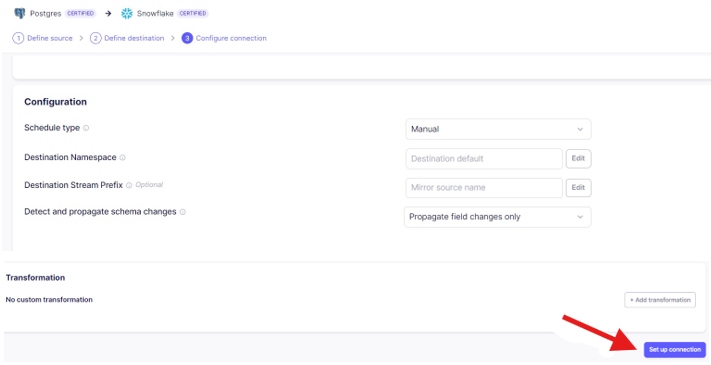 Postgres CERTIFIED → Snowflake CERTIFIED
1 Define source > 2 Define destination > 3 Configure connection
Configuration
Schedule type Manual
Destination Namespace Destination default Edit
Destination Stream Prefix Optional Mirror source name Edit
Detect and propagate schema changes Propagate field changes only
Transformation
No custom transformation + Add transformation
Set up connection